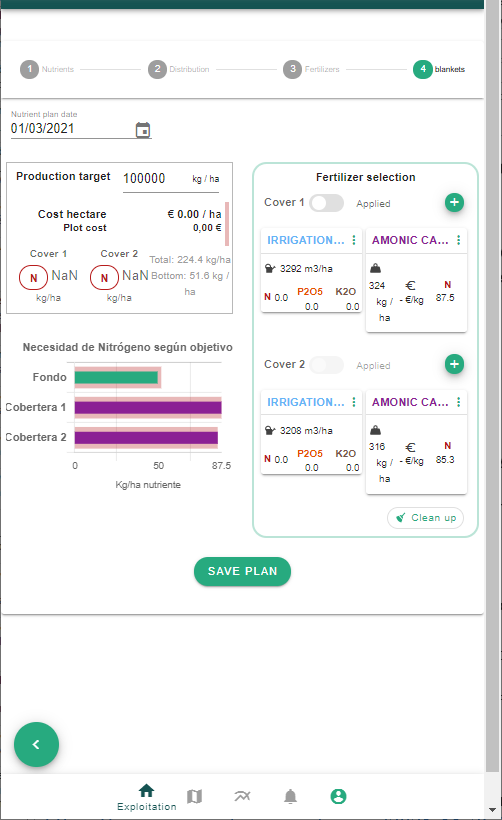 1 Nutrients 2 Distribution 3 Fertilizers 4 blankets
Nutrient plan date
01/03/2021
Production target 100000 kg / ha
Cost hectare € 0.00 / ha
Plot cost 0,00 €
Cover 1 Cover 2
N NaN N NaN
kg/ha kg/ha
Total: 224.4 kg/ha
Bottom: 51.6 kg /
ha
Necesidad de Nitrógeno según objetivo
Fondo
Cobertera 1
Cobertera 2
0 50 87.5
Kg/ha nutriente
Fertilizer selection
Cover 1 Applied +
IRRIGATION...
3292 m3/ha
N 0.0 P2O5 0.0 K2O 0.0
AMONIC CA...
324 kg / ha € - €/kg N 87.5
Cover 2 Applied +
IRRIGATION...
3208 m3/ha
N 0.0 P2O5 0.0 K2O 0.0
AMONIC CA...
316 kg / ha € - €/kg N 85.3
Clean up
SAVE PLAN
Exploitation